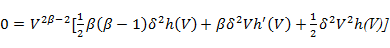 0 = V^{2β−2}[½β(β − 1)δ²h(V) + βδ²Vh′(V) + ½δ²V²h(V)]